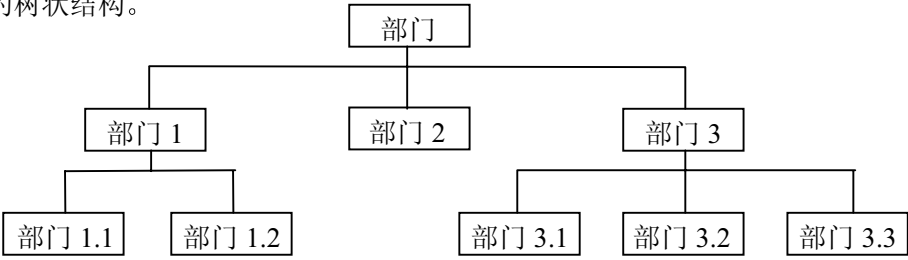 的树状结构。
部门
部门 1 部门 2 部门 3
部门 1.1 部门 1.2 部门 3.1 部门 3.2 部门 3.3